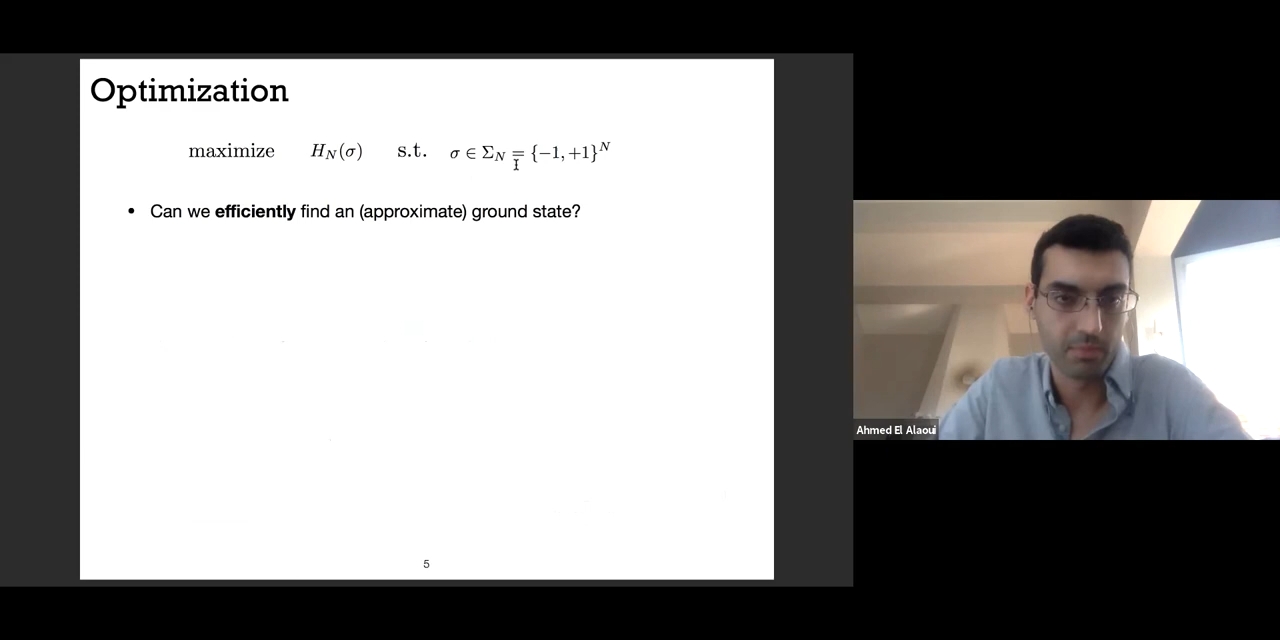 Optimization
maximize H_N(σ) s.t. σ ∈ Σ_N = {−1, +1}^N
• Can we efficiently find an (approximate) ground state?
5
Ahmed El Alaoui